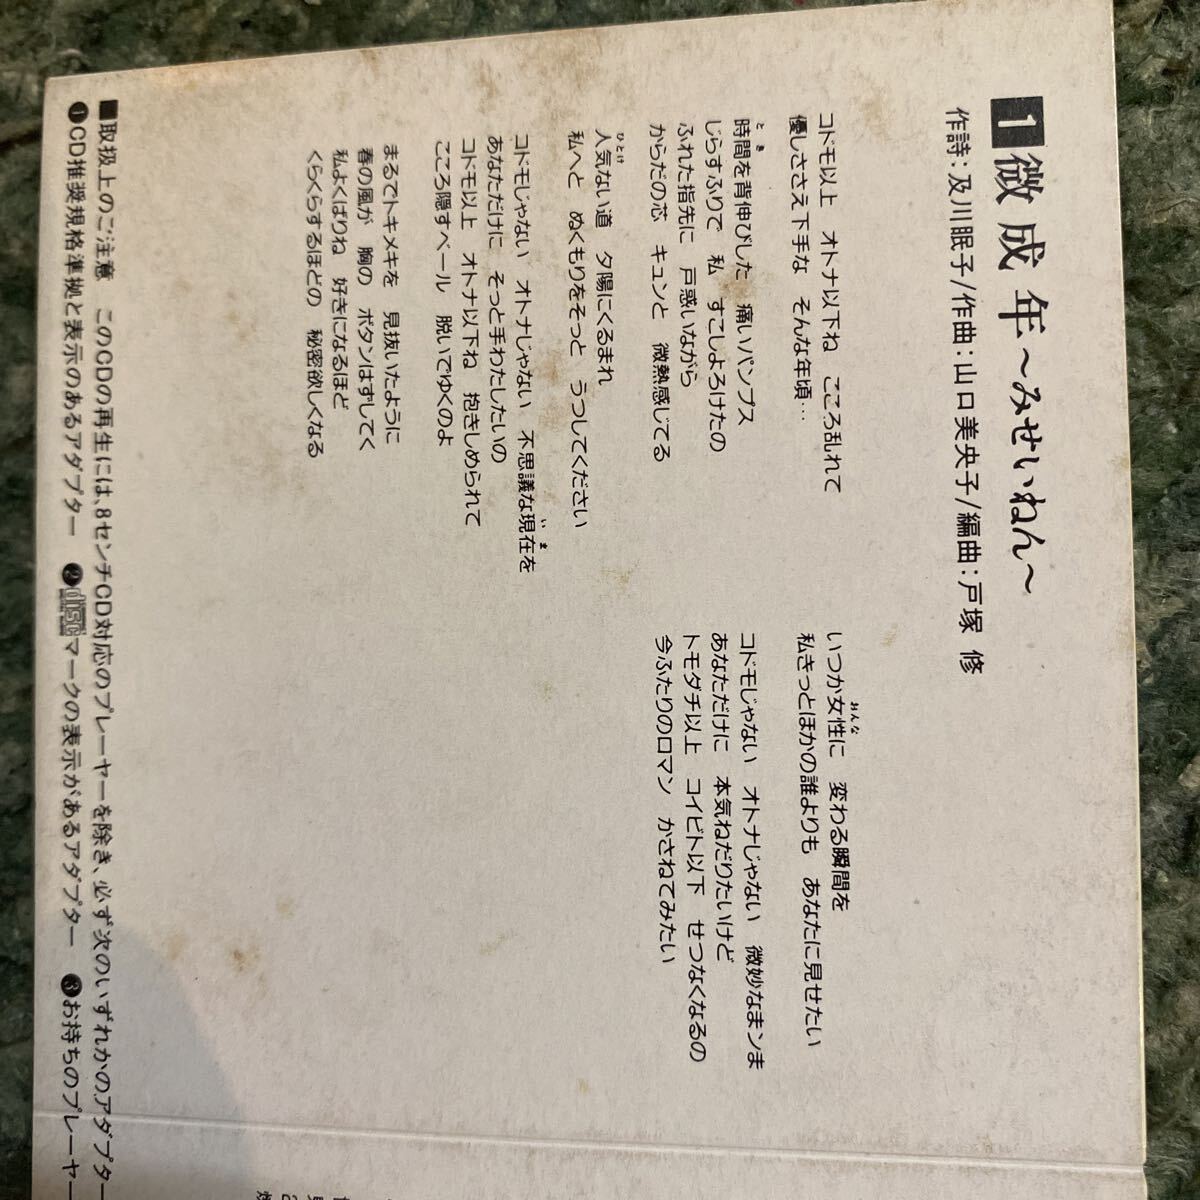 1 微成年〜みせいねん〜
作詩：及川眠子/作曲：山口美央子/編曲：戸塚 修
コドモ以上 オトナ以下ね こころ乱れて
優しささえ下手な そんな年頃…
時間を背伸びした 痛いパンプス
とき
じらすふりで 私 すこしよろけたの
ふれた指先に 戸惑いながら
からだの芯 キュンと 微熱感じてる
人気ない道 夕陽にくるまれ
ひとけ
私へと ぬくもりをそっと うつしてください
コドモじゃない オトナじゃない 不思議な現在を
いま
あなただけに そっと手わたしたいの
コドモ以上 オトナ以下ね 抱きしめられて
こころ隠すベール 脱いでゆくのよ
まるでトキメキを 見抜いたように
春の風が 胸の ボタンはずしてく
私よくばりね 好きになるほど
くらくらするほどの 秘密欲しくなる
いつか女性に 変わる瞬間を
おんな
私きっとほかの誰よりも あなたに見せたい
コドモじゃない オトナじゃない 微妙なまンま
あなただけに 本気ねだりたいけど
トモダチ以上 コイビト以下 せつなくなるの
今ふたりのロマン かさねてみたい
■取扱上のご注意 このCDの再生には、8センチCD対応のプレーヤーを除き、必ず次のいずれかのアダプター
❶CD推奨規格準拠と表示のあるアダプター ❷discマークの表示があるアダプター ❸お持ちのプレーヤー